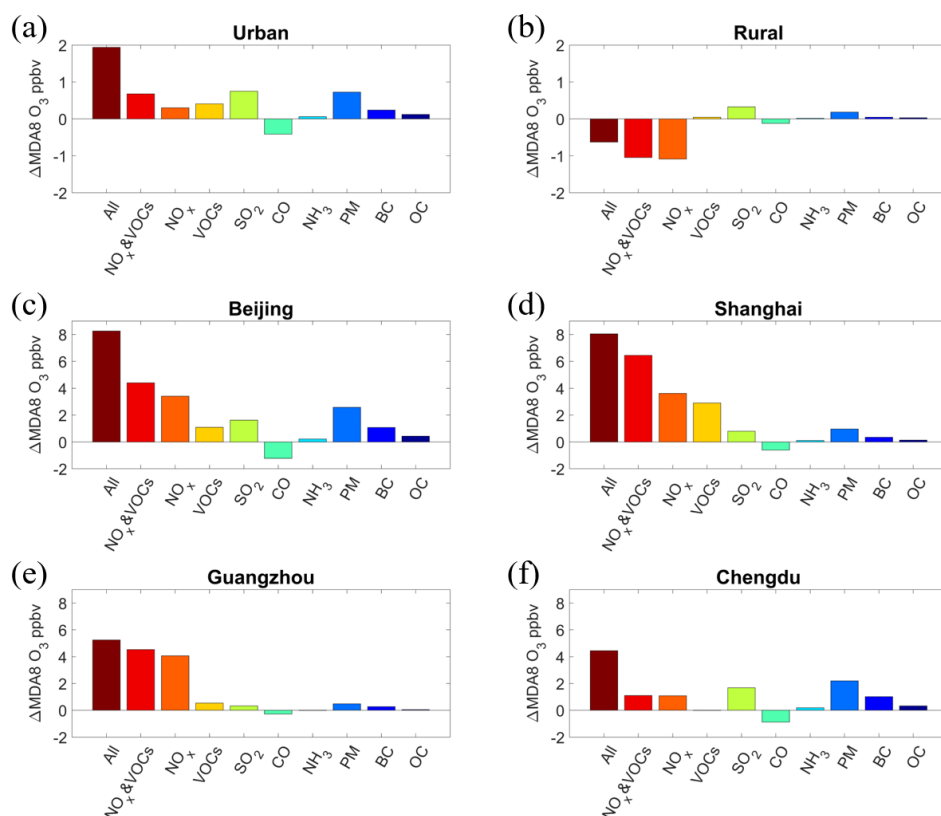 (a)
Urban
2
1
0
-1
-2
ΔMDA8 O₃ ppbv
All
NOₓ&VOCs
NOₓ
VOCs
SO₂
CO
NH₃
PM
BC
OC
(b)
Rural
2
1
0
-1
-2
ΔMDA8 O₃ ppbv
All
NOₓ&VOCs
NOₓ
VOCs
SO₂
CO
NH₃
PM
BC
OC
(c)
Beijing
8
6
4
2
0
-2
ΔMDA8 O₃ ppbv
All
NOₓ&VOCs
NOₓ
VOCs
SO₂
CO
NH₃
PM
BC
OC
(d)
Shanghai
8
6
4
2
0
-2
ΔMDA8 O₃ ppbv
All
NOₓ&VOCs
NOₓ
VOCs
SO₂
CO
NH₃
PM
BC
OC
(e)
Guangzhou
8
6
4
2
0
-2
ΔMDA8 O₃ ppbv
All
NOₓ&VOCs
NOₓ
VOCs
SO₂
CO
NH₃
PM
BC
OC
(f)
Chengdu
8
6
4
2
0
-2
ΔMDA8 O₃ ppbv
All
NOₓ&VOCs
NOₓ
VOCs
SO₂
CO
NH₃
PM
BC
OC